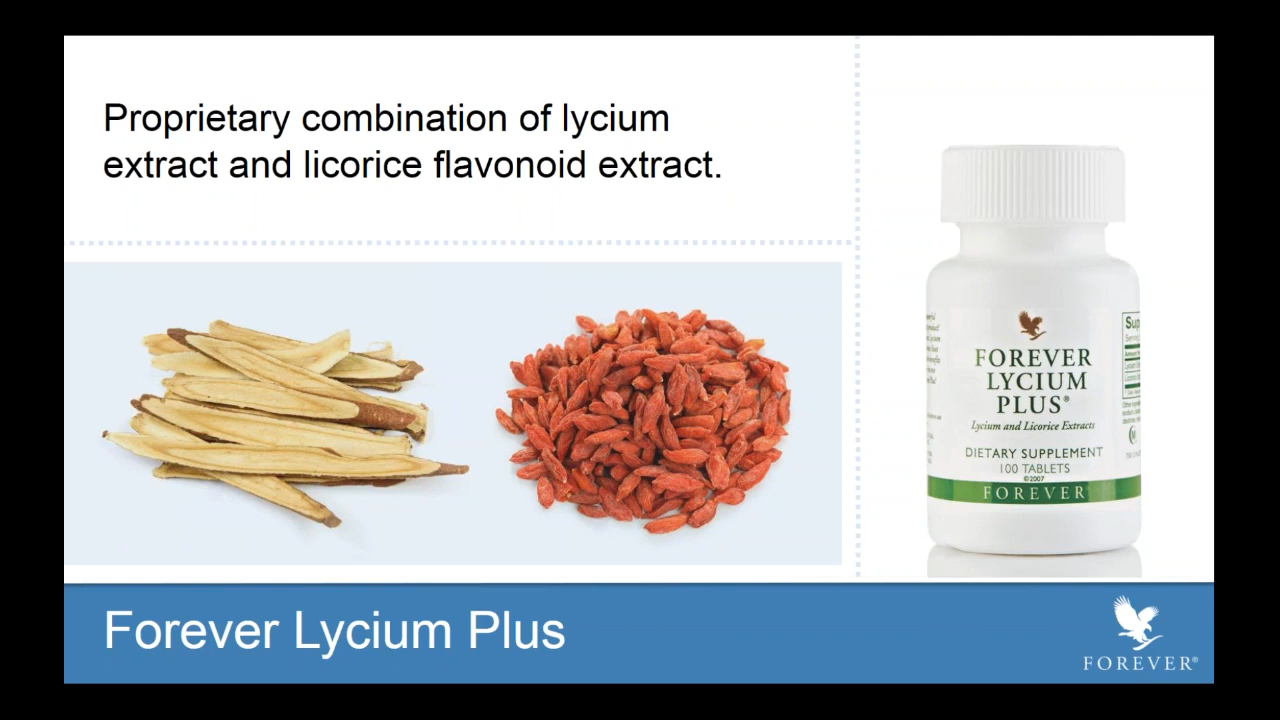 Proprietary combination of lycium
extract and licorice flavonoid extract.
FOREVER
LYCIUM
PLUS®
Lycium and Licorice Extracts
DIETARY SUPPLEMENT
100 TABLETS
©2007
FOREVER
Forever Lycium Plus
FOREVER®